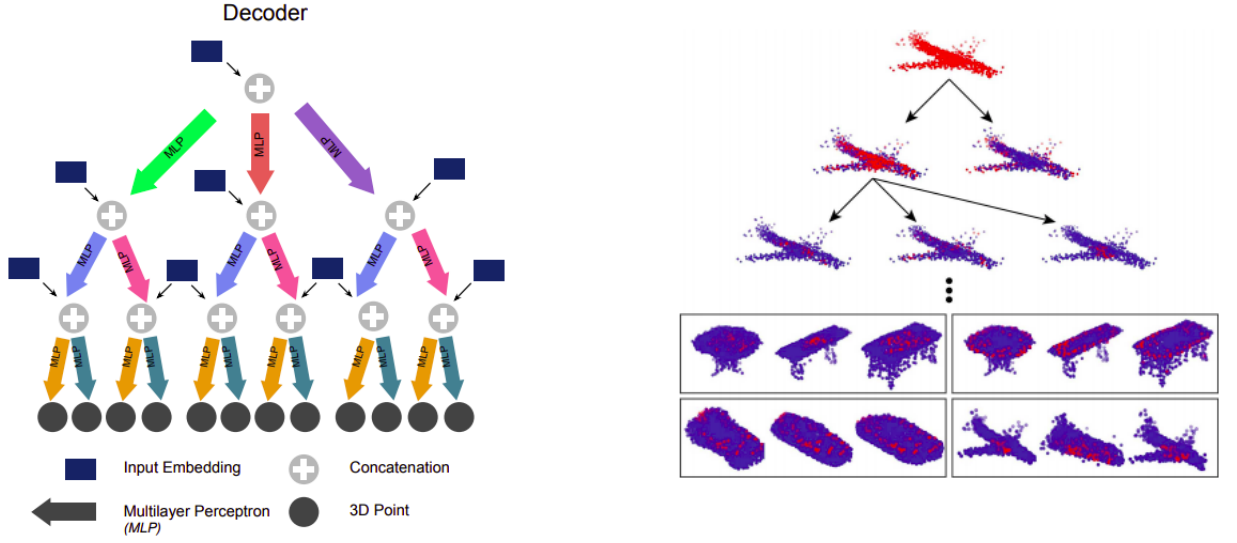 Decoder
MLP MLP MLP
MLP MLP MLP MLP MLP MLP
MLP MLP MLP MLP MLP MLP MLP MLP MLP MLP MLP MLP
Input Embedding
Concatenation
Multilayer Perceptron
(MLP)
3D Point